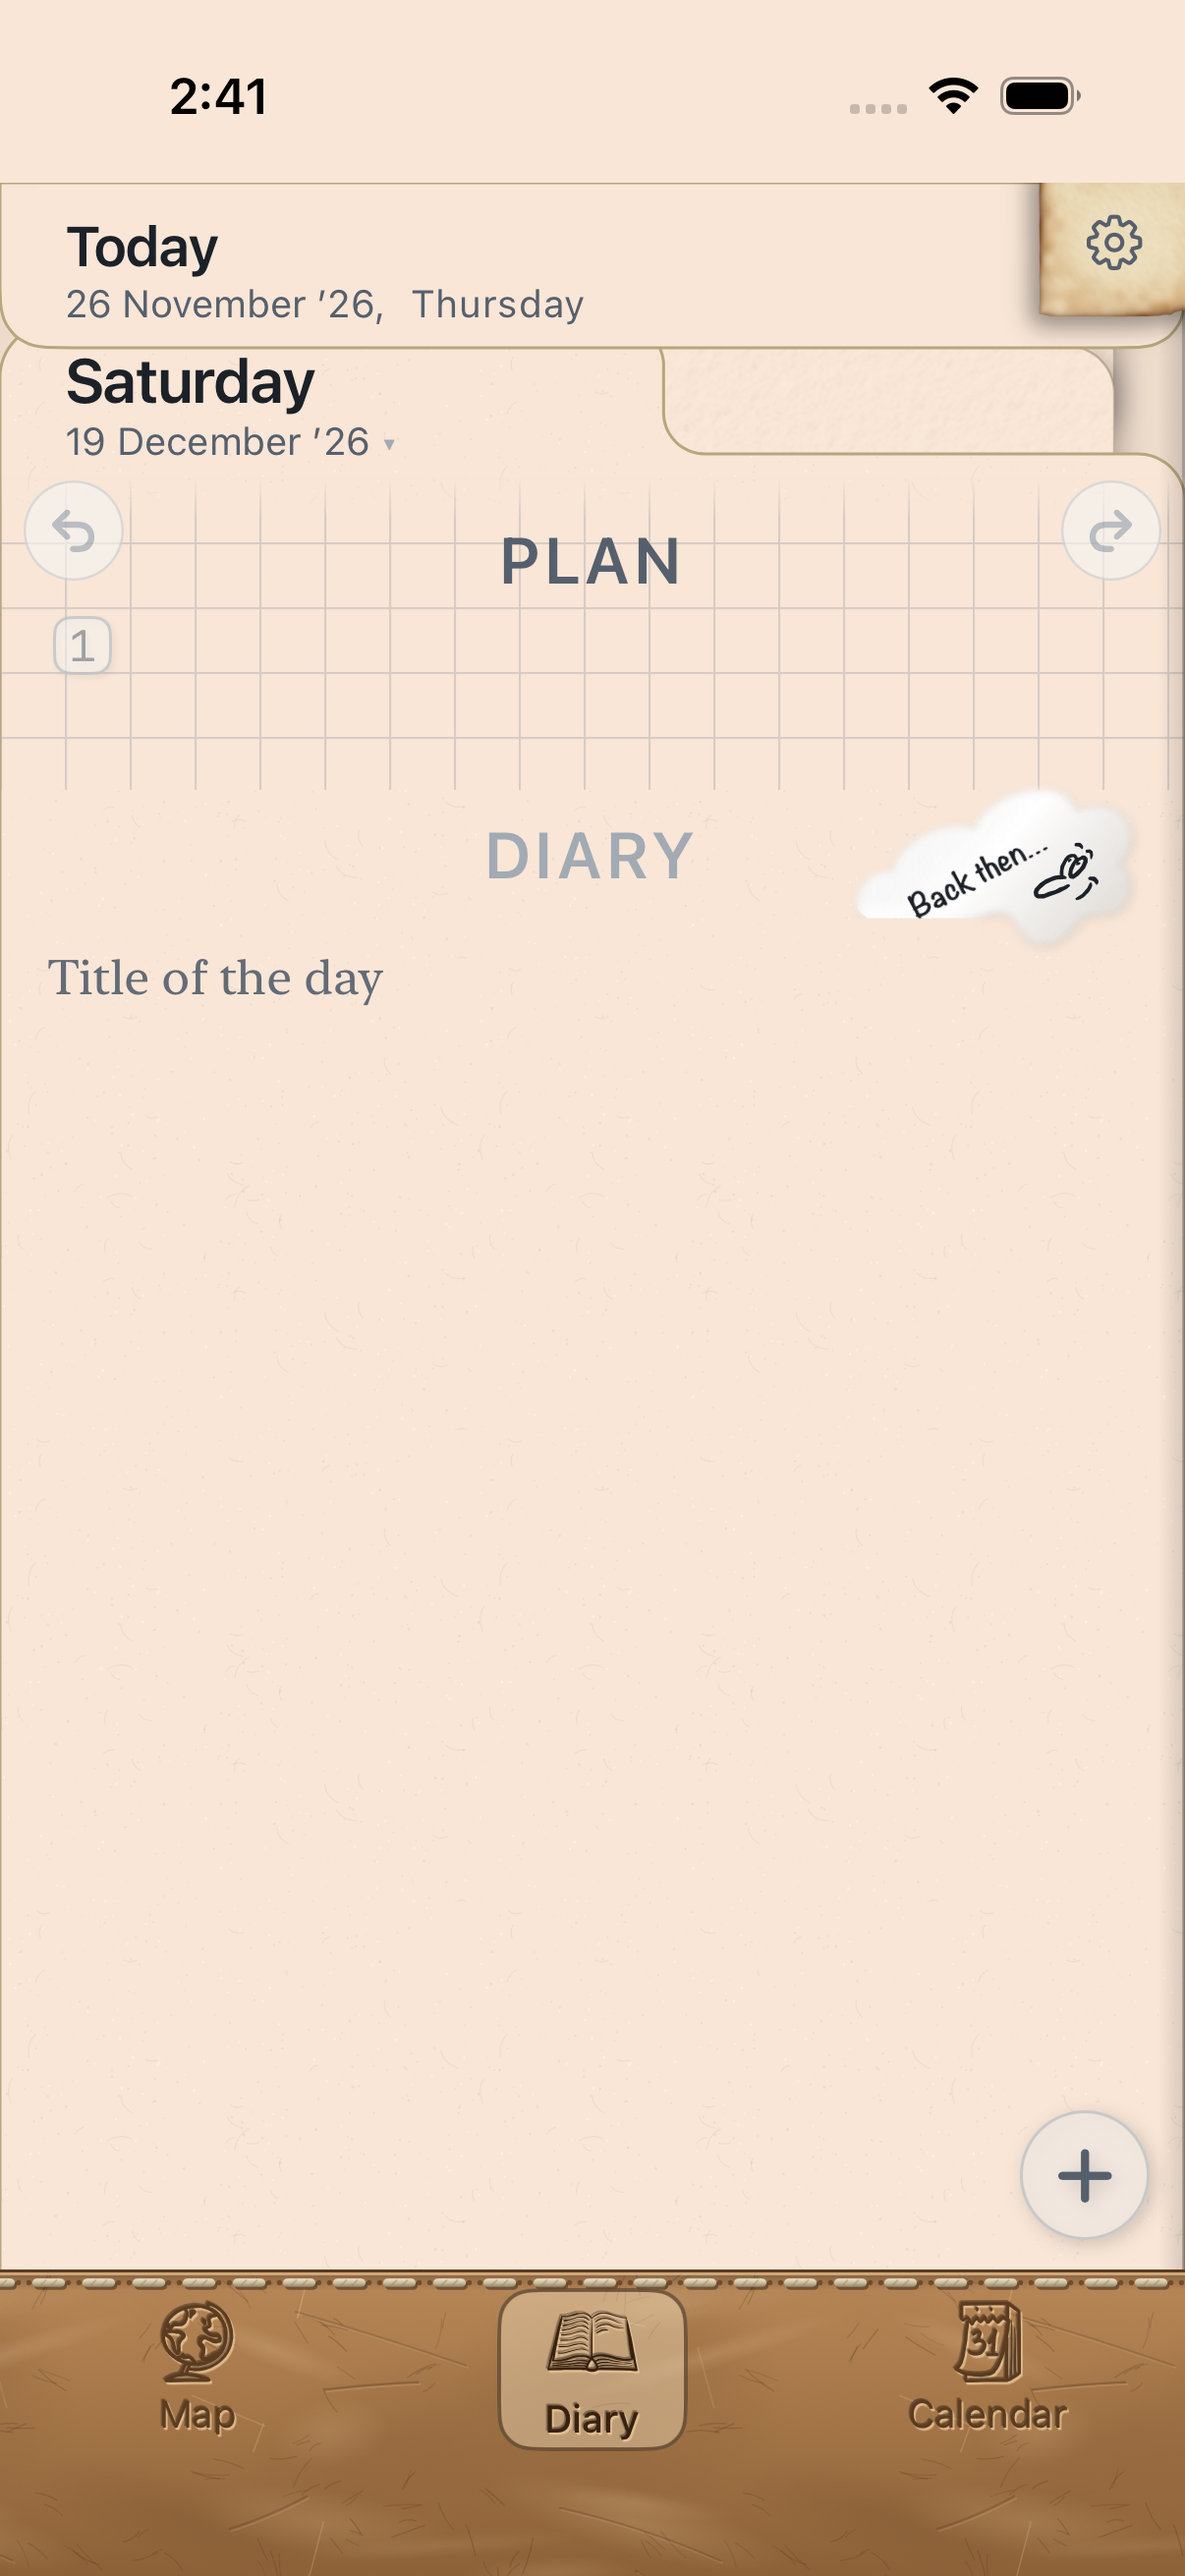 2:41
Today
26 November ’26, Thursday
Saturday
19 December ’26 ▾
PLAN
1
DIARY
Back then...
Title of the day
31
Map
Diary
Calendar